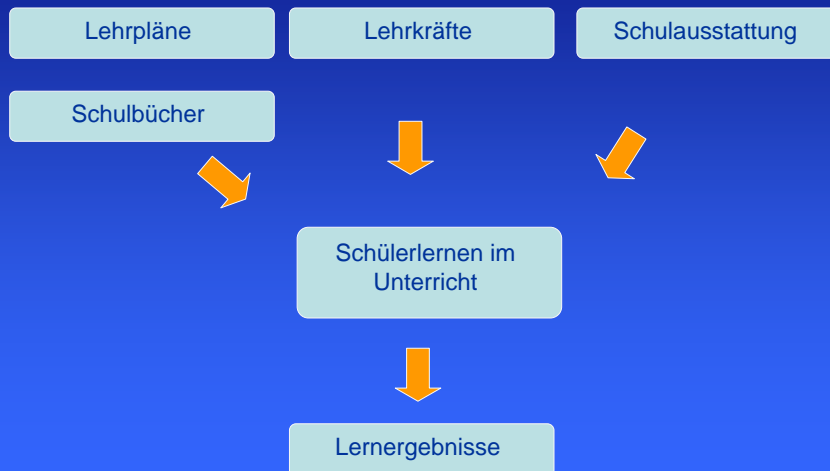 Lehrpläne
Lehrkräfte
Schulausstattung
Schulbücher
Schülerlernen im
Unterricht
Lernergebnisse